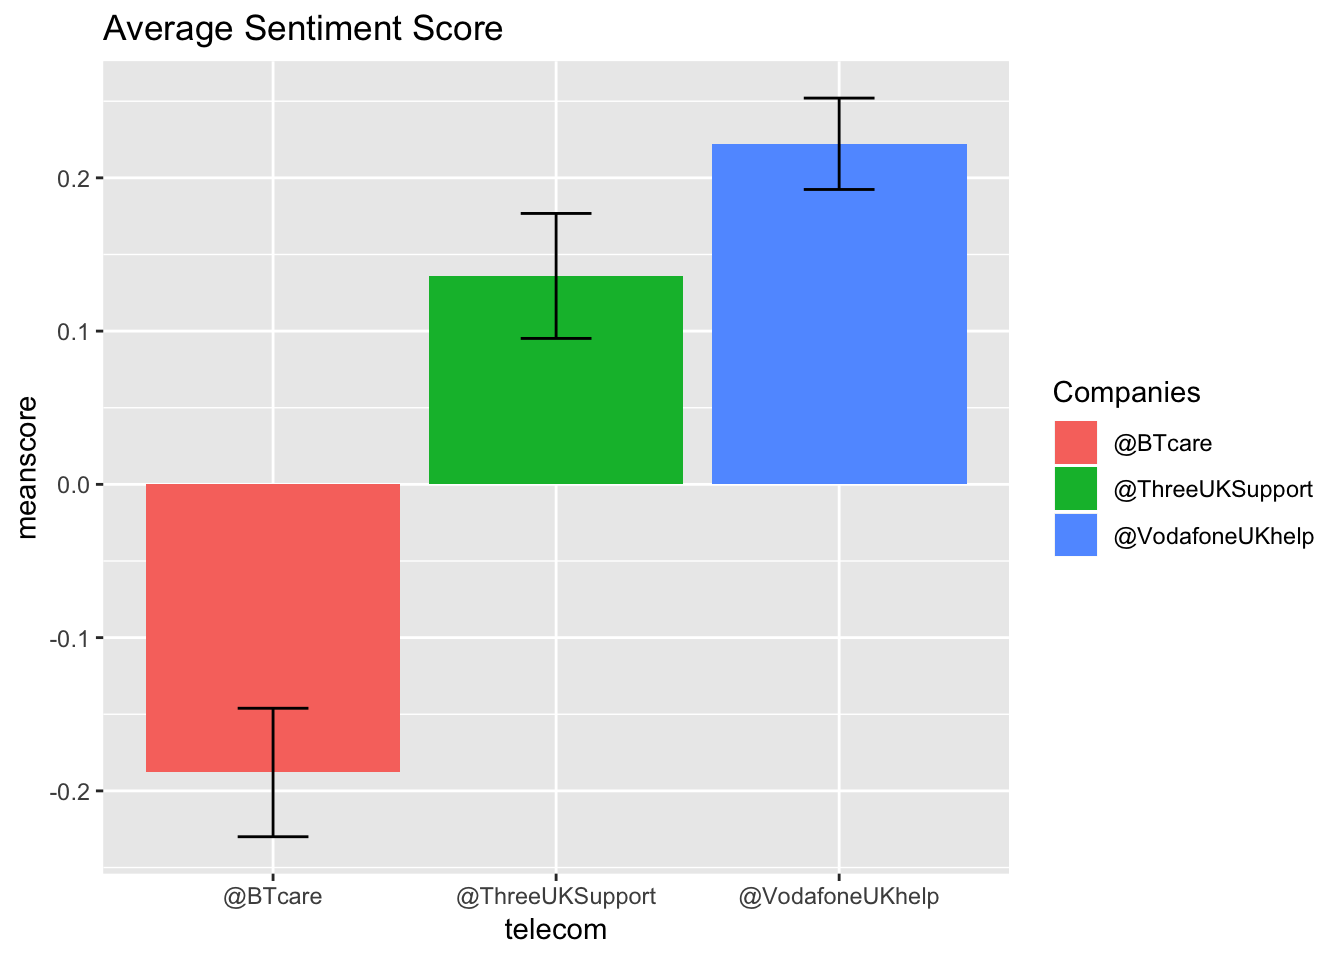 Average Sentiment Score
0.2
0.1
0.0
-0.1
-0.2
meanscore
@BTcare
@ThreeUKSupport
@VodafoneUKhelp
telecom
Companies
@BTcare
@ThreeUKSupport
@VodafoneUKhelp